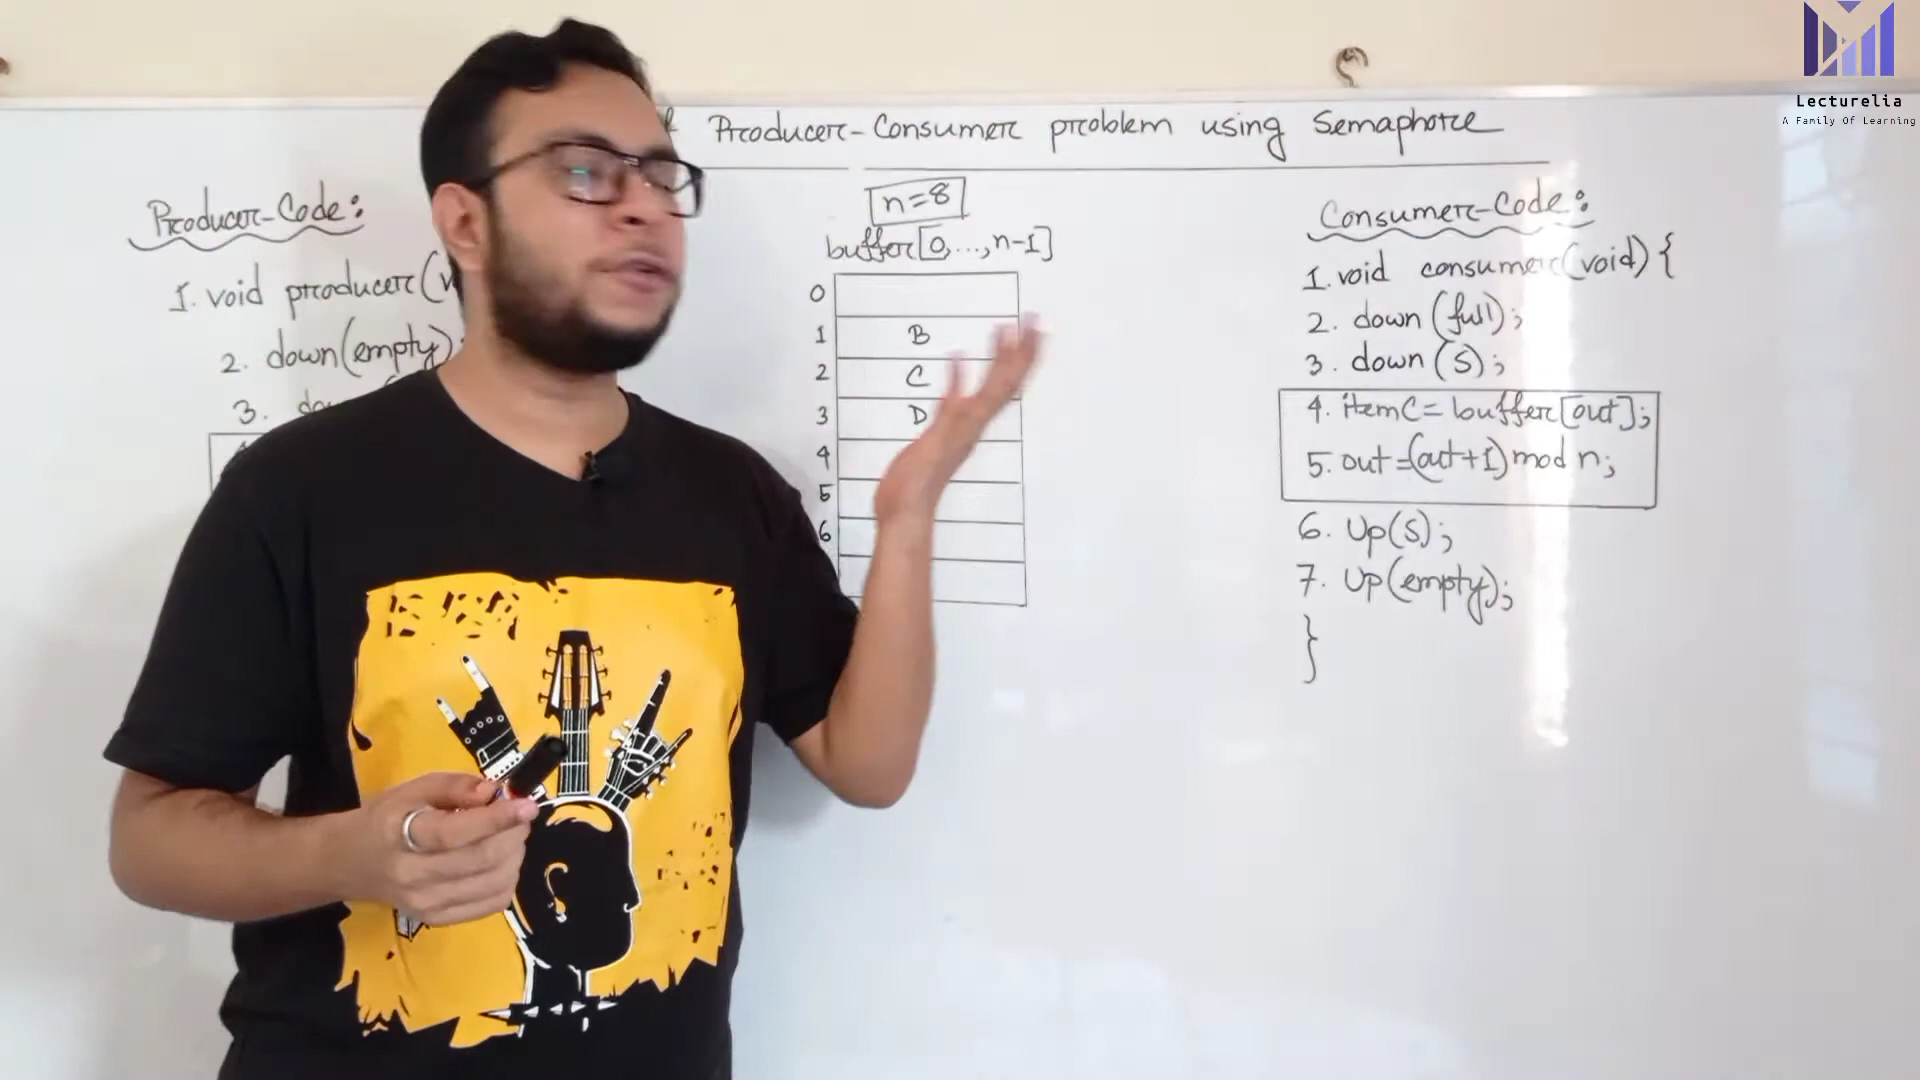 Lecturelia
A Family Of Learning
Producer-Consumer problem using Semaphore
Producer-Code:
1. void producer(
2. down(empty)
3.
n=8
buffer[0,...,n-1]
0
1 B
2 C
3 D
4
5
6
Consumer-Code:
1. void consumer(void) {
2. down (full);
3. down (S);
4. itemC = buffer[out];
5. out=(out+1) mod n;
6. Up(S);
7. Up(empty);
}